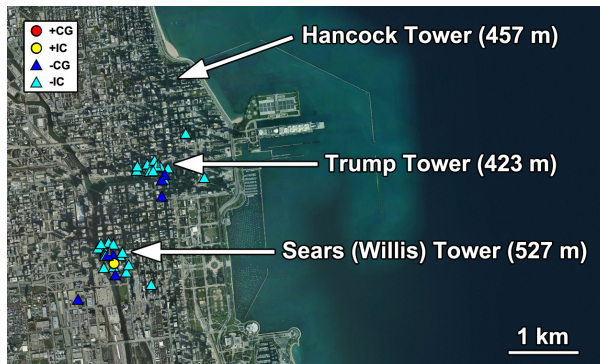 +CG
+IC
-CG
-IC
Hancock Tower (457 m)
Trump Tower (423 m)
Sears (Willis) Tower (527 m)
1 km